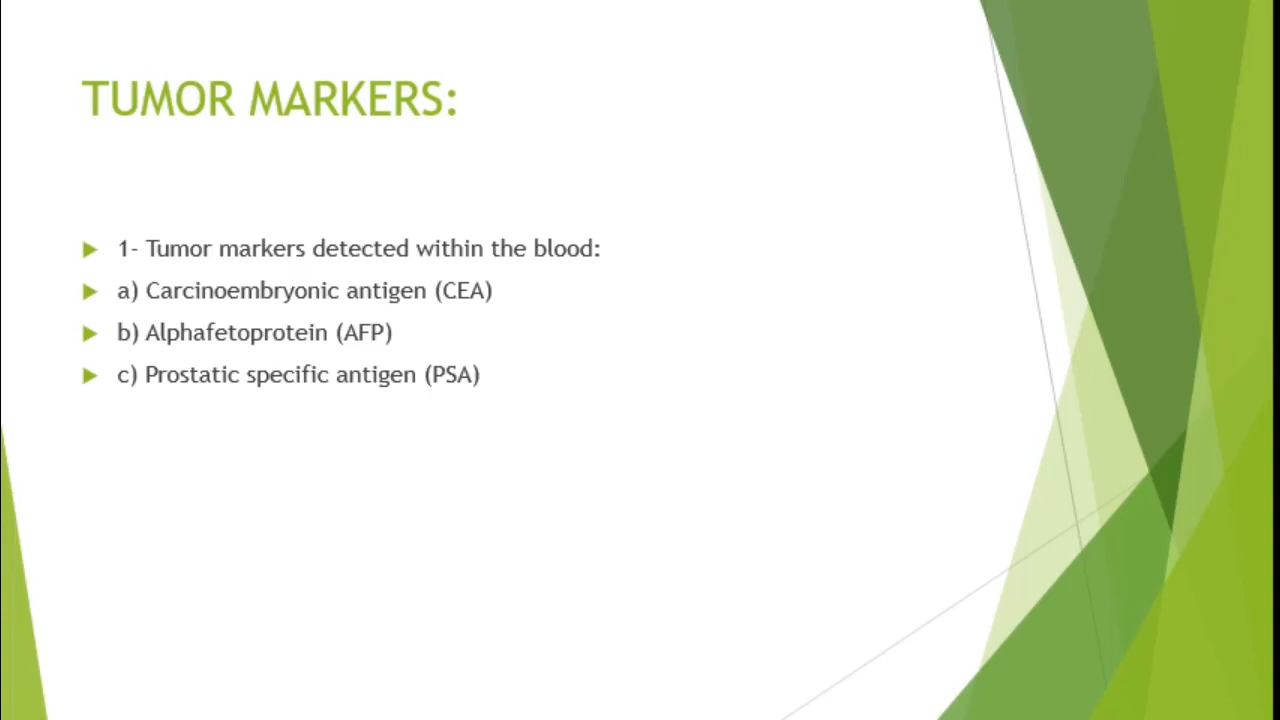 TUMOR MARKERS:
1- Tumor markers detected within the blood:
a) Carcinoembryonic antigen (CEA)
b) Alphafetoprotein (AFP)
c) Prostatic specific antigen (PSA)